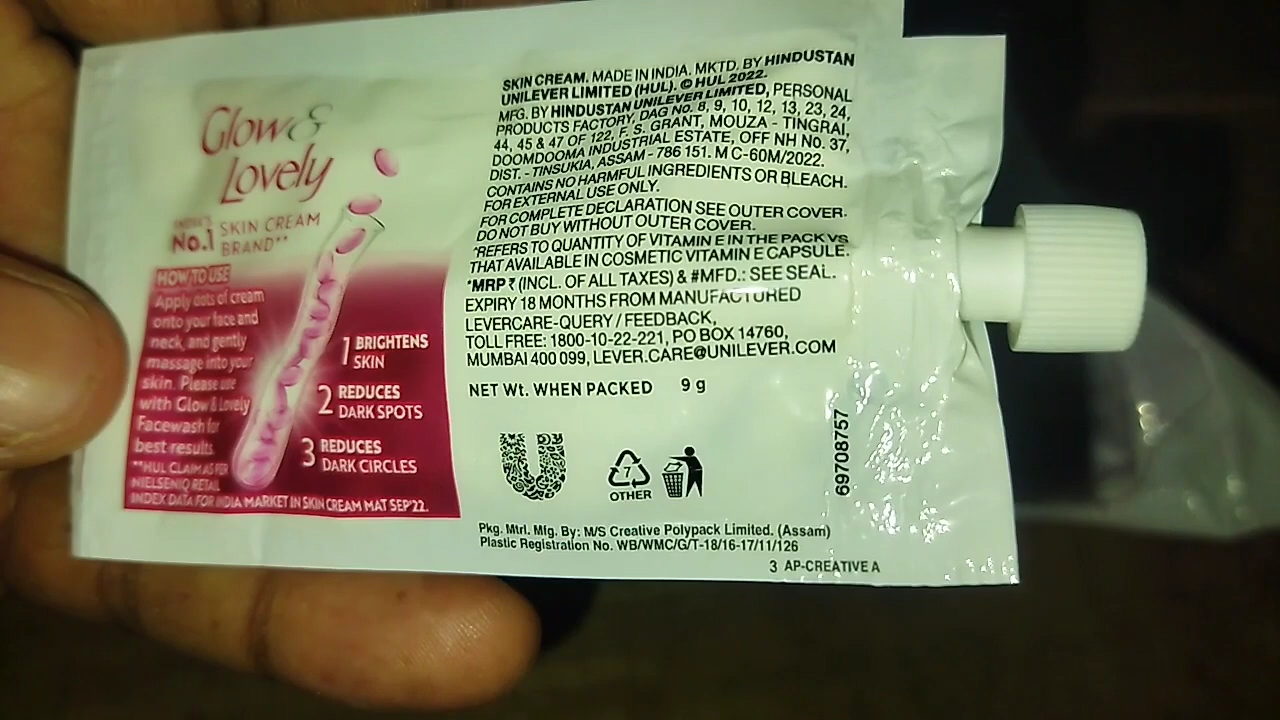 Glow &
Lovely
INDIA'S
No.1
SKIN CREAM
BRAND**
HOW TO USE
Apply dots of cream
onto your face and
neck, and gently
massage into your
skin. Please use
with Glow & Lovely
Facewash for
best results.
**HUL CLAIM AS PER
NIELSENIQ RETAIL
INDEX DATA FOR INDIA MARKET IN SKIN CREAM MAT SEP'22.
1 BRIGHTENS
SKIN
2 REDUCES
DARK SPOTS
3 REDUCES
DARK CIRCLES
SKIN CREAM. MADE IN INDIA. MKTD. BY HINDUSTAN
UNILEVER LIMITED (HUL). © HUL 2022.
MFG. BY HINDUSTAN UNILEVER LIMITED, PERSONAL
PRODUCTS FACTORY, DAG No. 8, 9, 10, 12, 13, 23, 24,
44, 45 & 47 OF 122, F. S. GRANT, MOUZA - TINGRAI,
DOOMDOOMA INDUSTRIAL ESTATE, OFF NH No. 37,
DIST. - TINSUKIA, ASSAM - 786 151. M C-60M/2022.
CONTAINS NO HARMFUL INGREDIENTS OR BLEACH.
FOR EXTERNAL USE ONLY.
FOR COMPLETE DECLARATION SEE OUTER COVER.
DO NOT BUY WITHOUT OUTER COVER.
*REFERS TO QUANTITY OF VITAMIN E IN THE PACK VS
THAT AVAILABLE IN COSMETIC VITAMIN E CAPSULE.
*MRP ₹ (INCL. OF ALL TAXES) & #MFD.: SEE SEAL.
EXPIRY 18 MONTHS FROM MANUFACTURED
LEVERCARE-QUERY / FEEDBACK,
TOLL FREE: 1800-10-22-221, PO BOX 14760,
MUMBAI 400 099, LEVER.CARE@UNILEVER.COM
NET Wt. WHEN PACKED 9 g
7
OTHER
69708757
Pkg. Mtrl. Mfg. By: M/S Creative Polypack Limited. (Assam)
Plastic Registration No. WB/WMC/G/T-18/16-17/11/126
3 AP-CREATIVE A